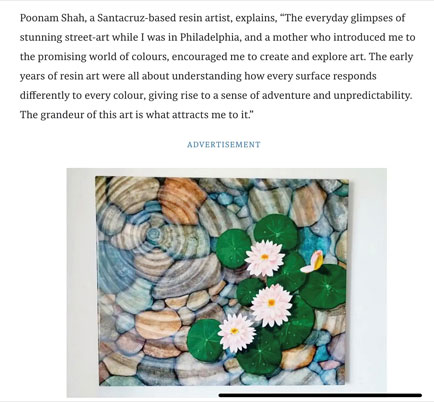 Poonam Shah, a Santacruz-based resin artist, explains, “The everyday glimpses of
stunning street-art while I was in Philadelphia, and a mother who introduced me to
the promising world of colours, encouraged me to create and explore art. The early
years of resin art were all about understanding how every surface responds
differently to every colour, giving rise to a sense of adventure and unpredictability.
The grandeur of this art is what attracts me to it.”
ADVERTISEMENT